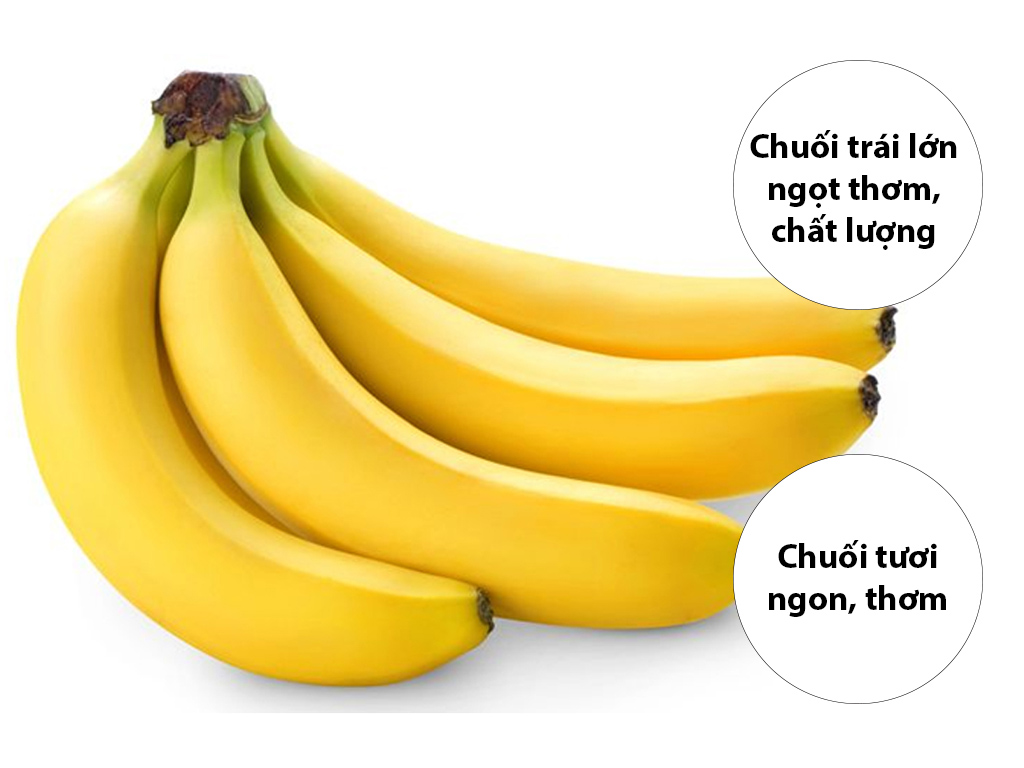 Chuối trái lớn
ngọt thơm,
chất lượng
Chuối tươi
ngon, thơm